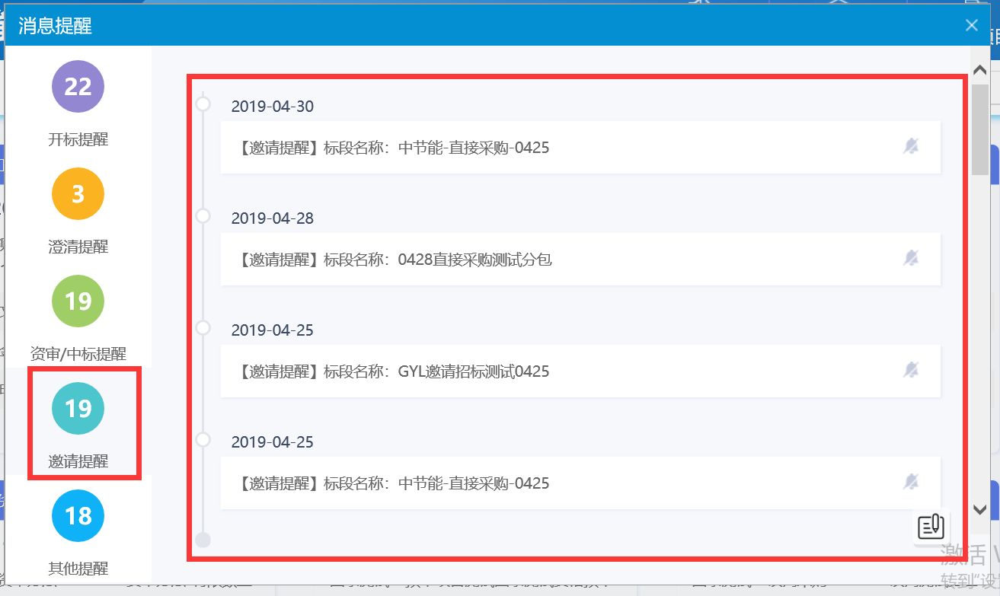 消息提醒
22
开标提醒
3
澄清提醒
19
资审/中标提醒
19
邀请提醒
18
其他提醒
2019-04-30
【邀请提醒】标段名称：中节能-直接采购-0425
2019-04-28
【邀请提醒】标段名称：0428直接采购测试分包
2019-04-25
【邀请提醒】标段名称：GYL邀请招标测试0425
2019-04-25
【邀请提醒】标段名称：中节能-直接采购-0425
激活
转到"设